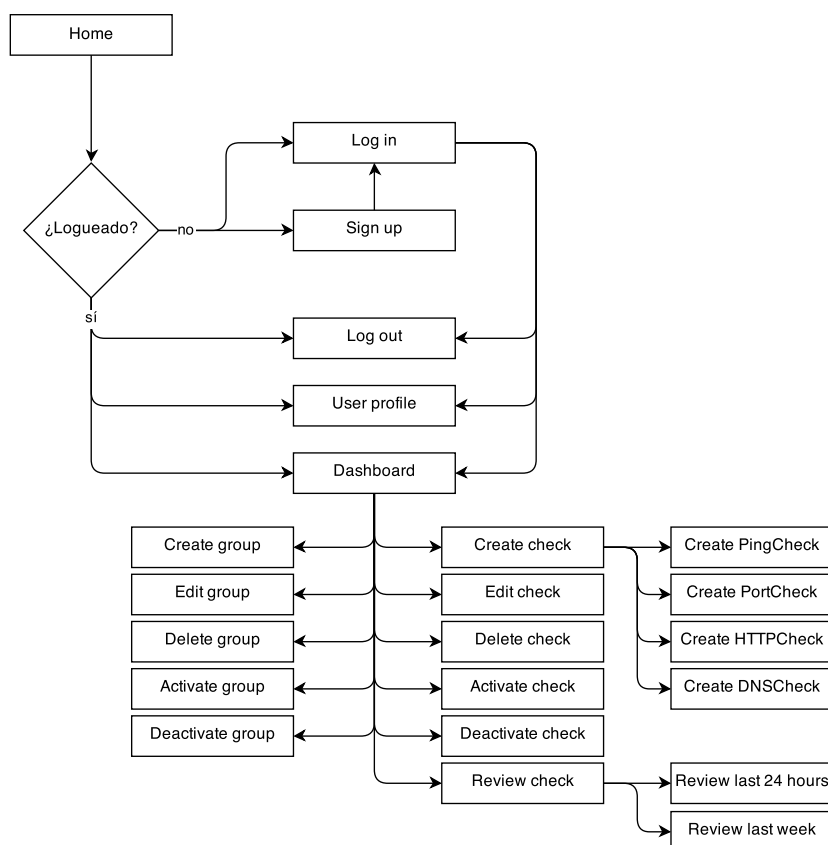 Home
Log in
¿Logueado?
no
Sign up
sí
Log out
User profile
Dashboard
Create group
Create check
Create PingCheck
Edit group
Edit check
Create PortCheck
Delete group
Delete check
Create HTTPCheck
Activate group
Activate check
Create DNSCheck
Deactivate group
Deactivate check
Review check
Review last 24 hours
Review last week